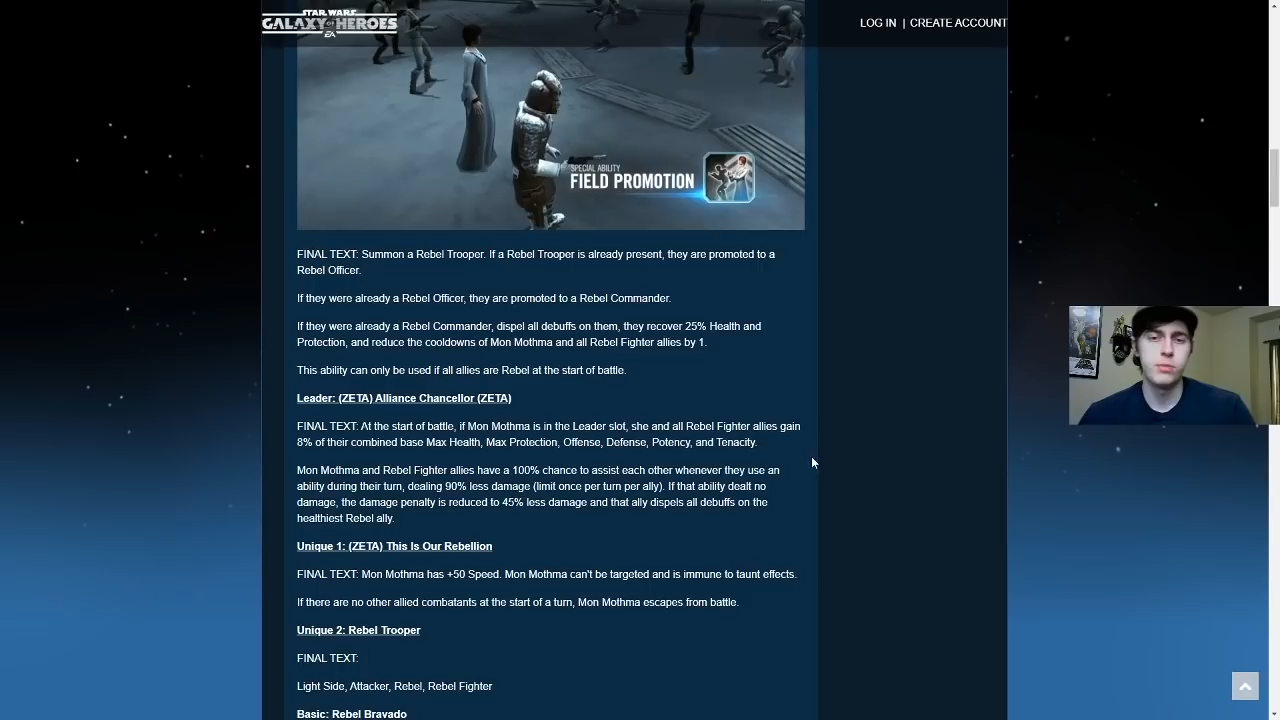 STAR WARS
GALAXY OF HEROES
EA
LOG IN | CREATE ACCOUNT
SPECIAL ABILITY
FIELD PROMOTION
FINAL TEXT: Summon a Rebel Trooper. If a Rebel Trooper is already present, they are promoted to a
Rebel Officer.
If they were already a Rebel Officer, they are promoted to a Rebel Commander.
If they were already a Rebel Commander, dispel all debuffs on them, they recover 25% Health and
Protection, and reduce the cooldowns of Mon Mothma and all Rebel Fighter allies by 1.
This ability can only be used if all allies are Rebel at the start of battle.
Leader: (ZETA) Alliance Chancellor (ZETA)
FINAL TEXT: At the start of battle, if Mon Mothma is in the Leader slot, she and all Rebel Fighter allies gain
8% of their combined base Max Health, Max Protection, Offense, Defense, Potency, and Tenacity.
Mon Mothma and Rebel Fighter allies have a 100% chance to assist each other whenever they use an
ability during their turn, dealing 90% less damage (limit once per turn per ally). If that ability dealt no
damage, the damage penalty is reduced to 45% less damage and that ally dispels all debuffs on the
healthiest Rebel ally.
Unique 1: (ZETA) This Is Our Rebellion
FINAL TEXT: Mon Mothma has +50 Speed. Mon Mothma can't be targeted and is immune to taunt effects.
If there are no other allied combatants at the start of a turn, Mon Mothma escapes from battle.
Unique 2: Rebel Trooper
FINAL TEXT:
Light Side, Attacker, Rebel, Rebel Fighter
Basic: Rebel Bravado